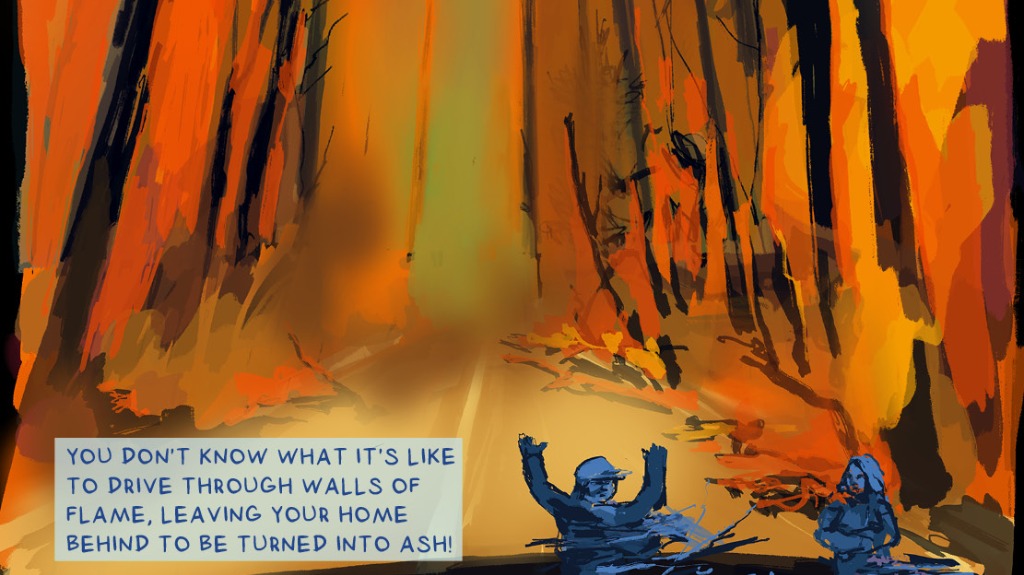 YOU DON'T KNOW WHAT IT'S LIKE
TO DRIVE THROUGH WALLS OF
FLAME, LEAVING YOUR HOME
BEHIND TO BE TURNED INTO ASH!